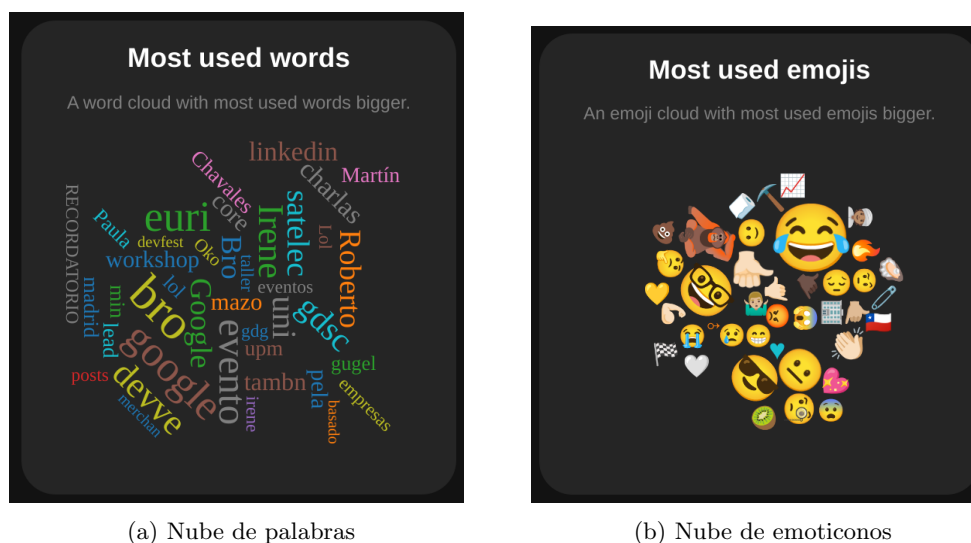 Most used words
A word cloud with most used words bigger.
linkedin
Chavales
charlas
Martín
RECORDATORIO
core
satelec
euri
Irene
Paula
Lol
Roberto
devfest
Oko
Bro
workshop
taller
lol
eventos
madrid
min
bro
Google
mazo
uni
gdsc
lead
google
evento
gdg
upm
gugel
posts
devve
tambn
pela
empresas
merchan
irene
basado
(a) Nube de palabras
Most used emojis
An emoji cloud with most used emojis bigger.
(b) Nube de emoticonos